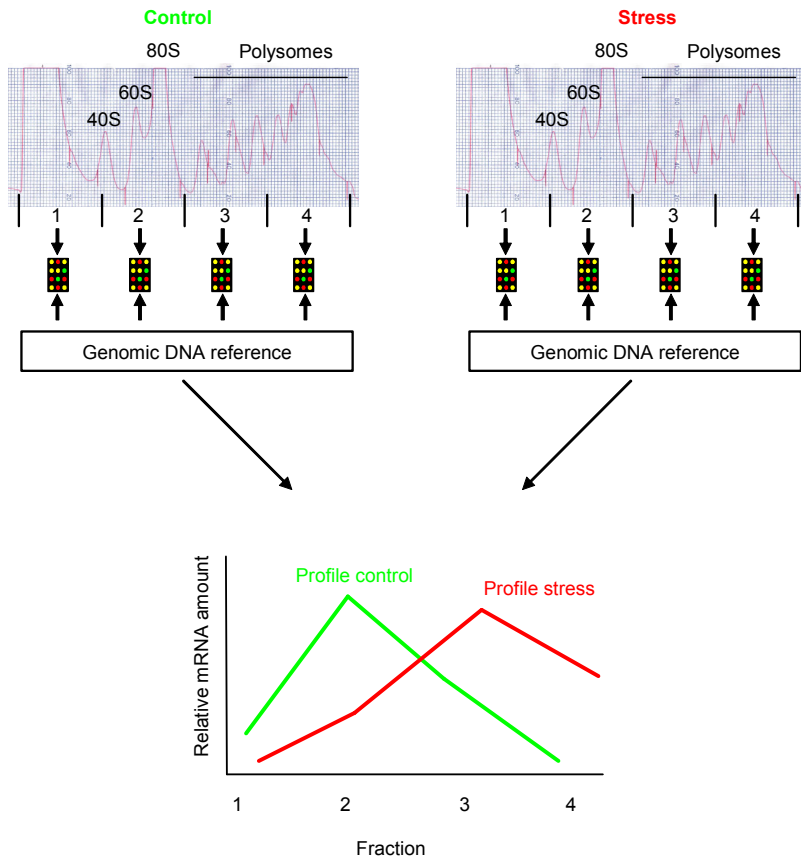 Control
Stress
80S
Polysomes
60S
40S
80S
Polysomes
60S
40S
1 2 3 4
1 2 3 4
Genomic DNA reference
Genomic DNA reference
Relative mRNA amount
Profile control
Profile stress
1 2 3 4
Fraction